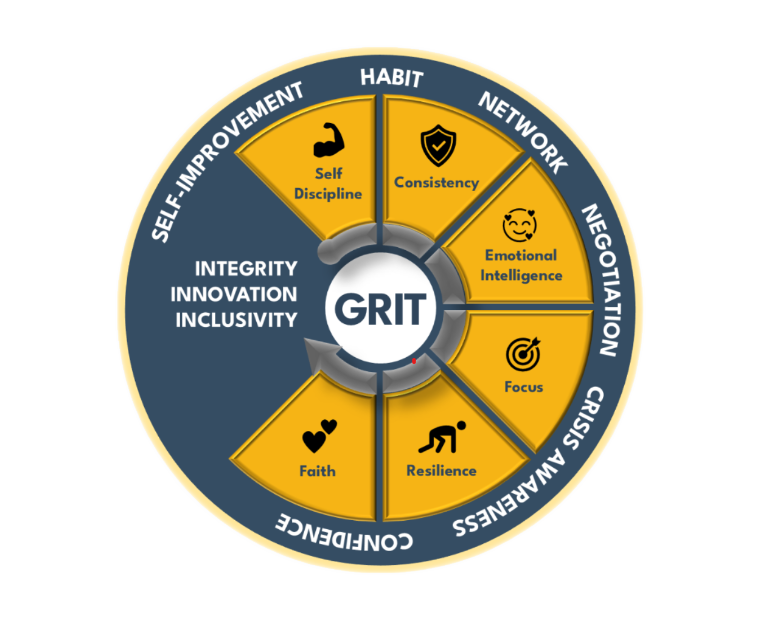 SELF-IMPROVEMENT
HABIT
NETWORK
NEGOTIATION
CRISIS AWARENESS
CONFIDENCE
Self
Discipline
Consistency
Emotional
Intelligence
Focus
Resilience
Faith
INTEGRITY
INNOVATION
INCLUSIVITY
GRIT